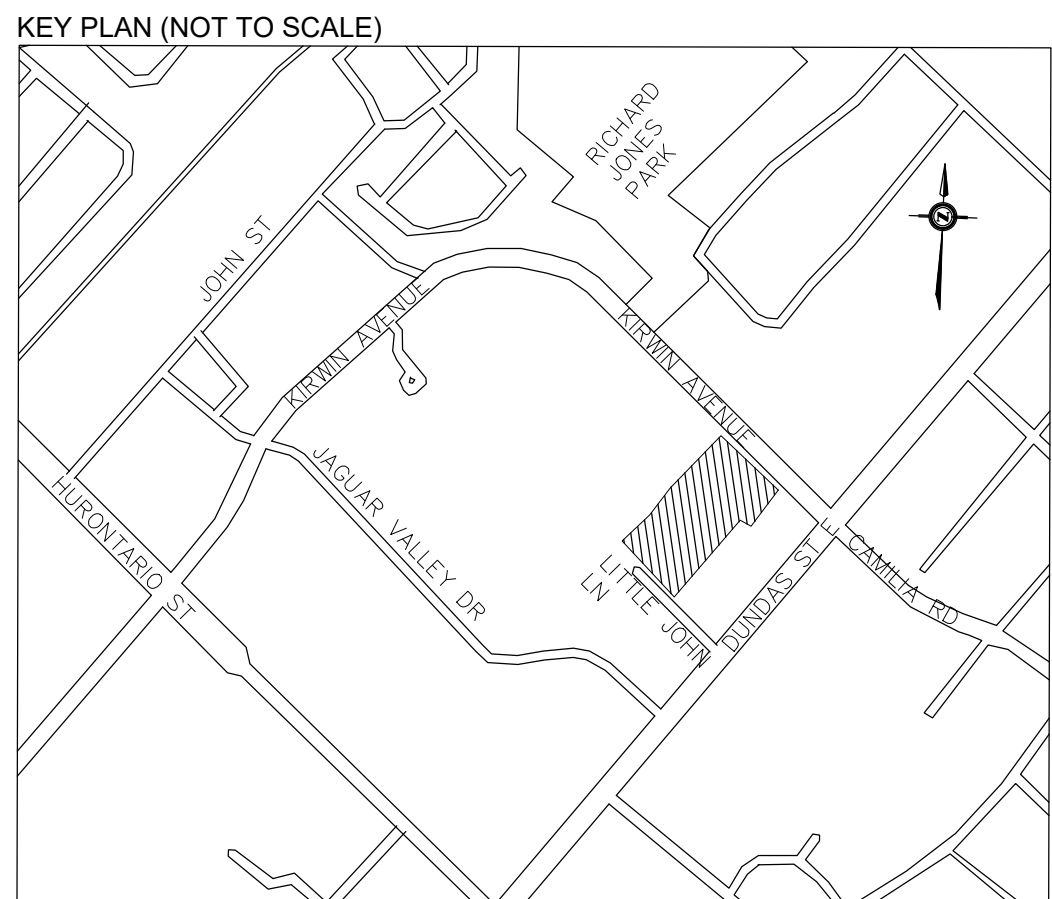 KEY PLAN (NOT TO SCALE)
RICHARD
JONES
PARK
N
JOHN ST
KIRWIN AVENUE
KIRWIN AVENUE
JAGUAR VALLEY DR
HURONTARIO ST
LITTLE JOHN
LN
DUNDAS ST E
CAMILIA RD